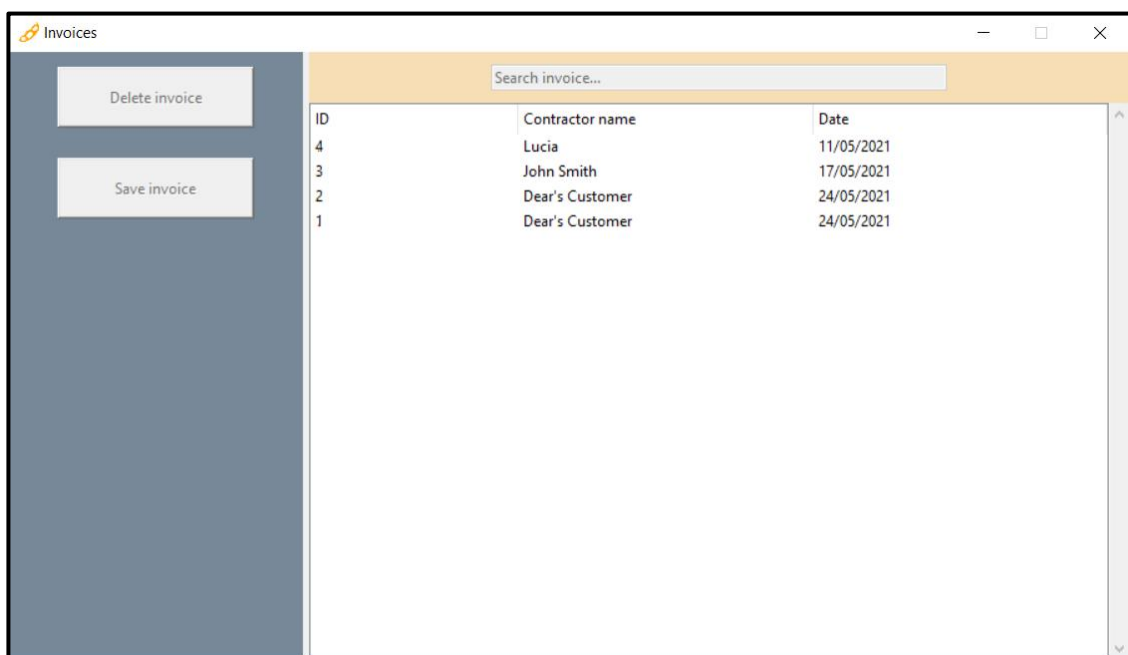 Invoices
Delete invoice
Save invoice
Search invoice...
ID Contractor name Date
4 Lucia 11/05/2021
3 John Smith 17/05/2021
2 Dear's Customer 24/05/2021
1 Dear's Customer 24/05/2021